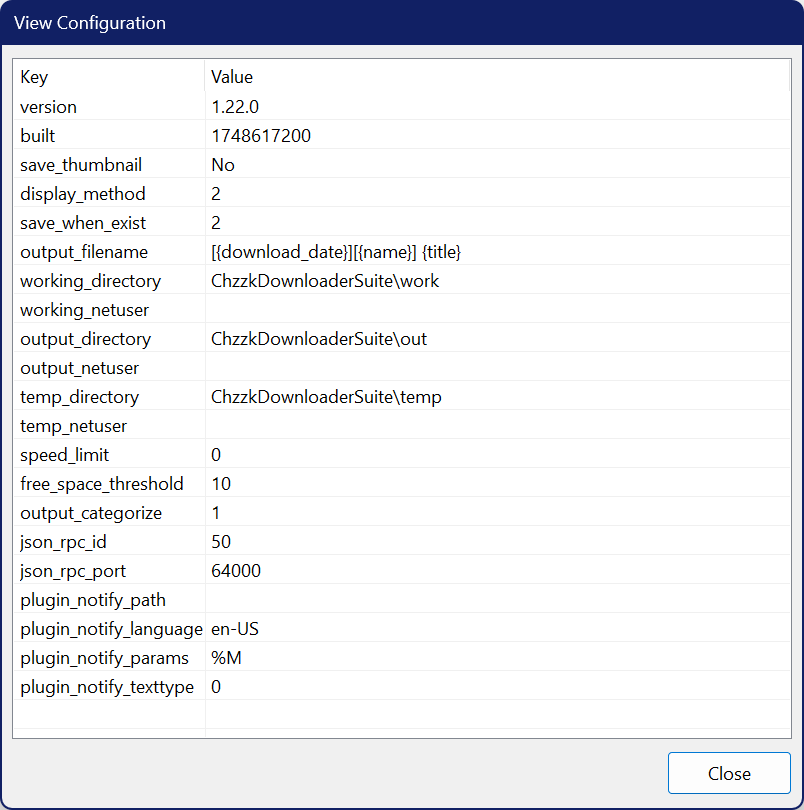 View Configuration
Key Value
version 1.22.0
built 1748617200
save_thumbnail No
display_method 2
save_when_exist 2
output_filename [{download_date}][{name}] {title}
working_directory ChzzkDownloaderSuite\work
working_netuser
output_directory ChzzkDownloaderSuite\out
output_netuser
temp_directory ChzzkDownloaderSuite\temp
temp_netuser
speed_limit 0
free_space_threshold 10
output_categorize 1
json_rpc_id 50
json_rpc_port 64000
plugin_notify_path
plugin_notify_language en-US
plugin_notify_params %M
plugin_notify_texttype 0
Close